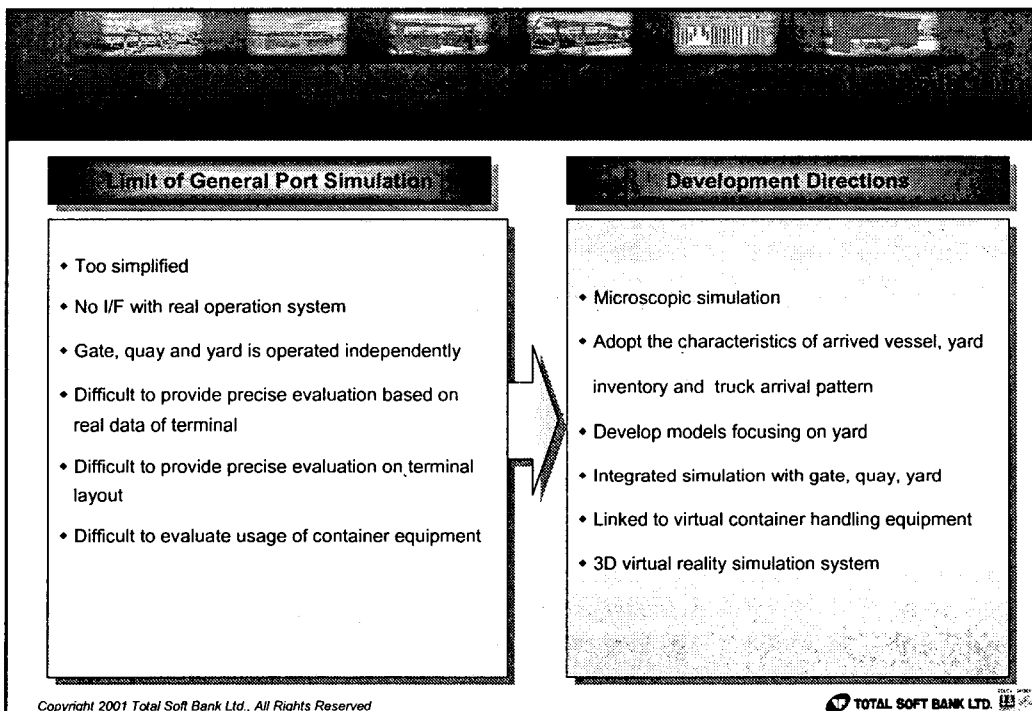 Limit of General Port Simulation
• Too simplified
• No I/F with real operation system
• Gate, quay and yard is operated independently
• Difficult to provide precise evaluation based on
real data of terminal
• Difficult to provide precise evaluation on terminal
layout
• Difficult to evaluate usage of container equipment
Development Directions
• Microscopic simulation
• Adopt the characteristics of arrived vessel, yard
inventory and truck arrival pattern
• Develop models focusing on yard
• Integrated simulation with gate, quay, yard
• Linked to virtual container handling equipment
• 3D virtual reality simulation system
Copyright 2001 Total Soft Bank Ltd., All Rights Reserved
TOTAL SOFT BANK LTD.